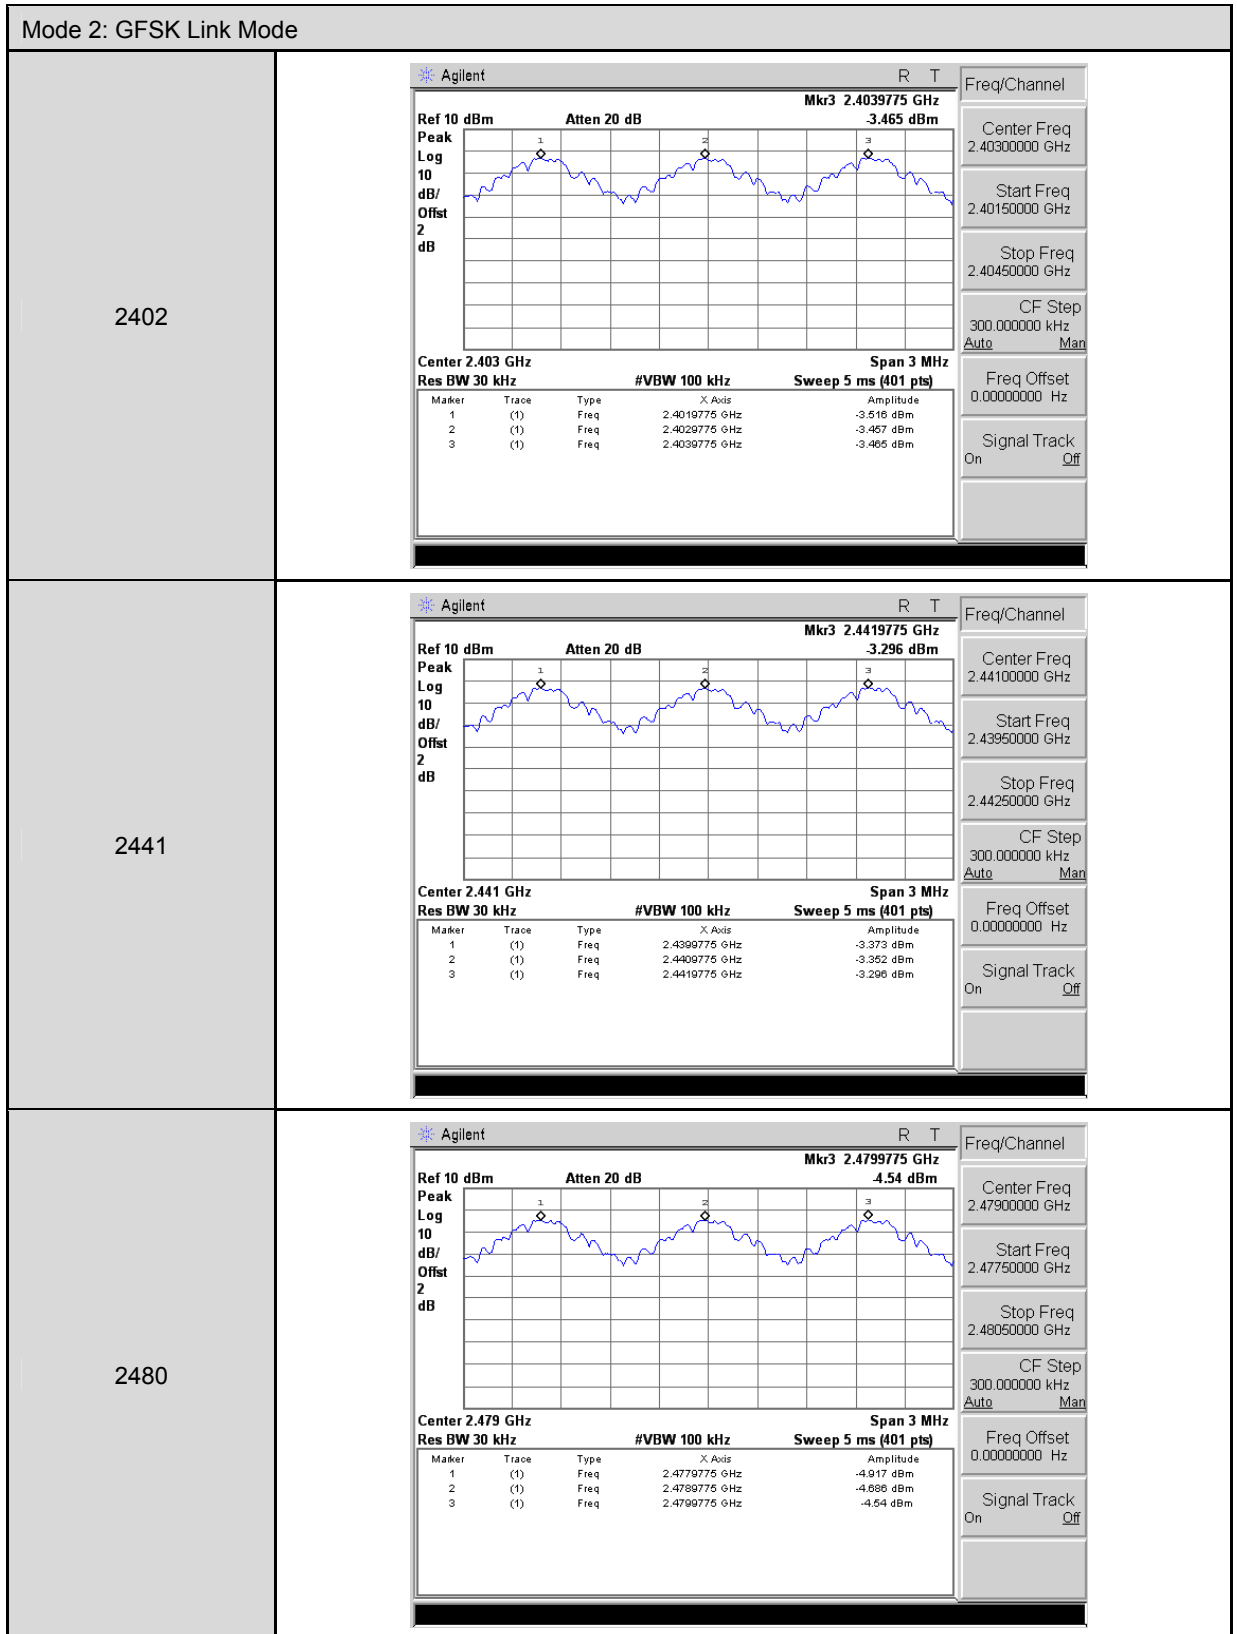 Mode 2: GFSK Link Mode
2402
Agilent R T
Mkr3 2.4039775 GHz
Ref 10 dBm Atten 20 dB -3.465 dBm
Peak
Log
10
dB/
Offst
2
dB
1 2 3
Center 2.403 GHz Span 3 MHz
Res BW 30 kHz #VBW 100 kHz Sweep 5 ms (401 pts)
Marker Trace Type X Axis Amplitude
1 (1) Freq 2.4019775 GHz -3.516 dBm
2 (1) Freq 2.4029775 GHz -3.457 dBm
3 (1) Freq 2.4039775 GHz -3.465 dBm
Freq/Channel
Center Freq
2.40300000 GHz
Start Freq
2.40150000 GHz
Stop Freq
2.40450000 GHz
CF Step
300.000000 kHz
Auto Man
Freq Offset
0.00000000 Hz
Signal Track
On Off
2441
Agilent R T
Mkr3 2.4419775 GHz
Ref 10 dBm Atten 20 dB -3.296 dBm
Peak
Log
10
dB/
Offst
2
dB
1 2 3
Center 2.441 GHz Span 3 MHz
Res BW 30 kHz #VBW 100 kHz Sweep 5 ms (401 pts)
Marker Trace Type X Axis Amplitude
1 (1) Freq 2.4399775 GHz -3.373 dBm
2 (1) Freq 2.4409775 GHz -3.352 dBm
3 (1) Freq 2.4419775 GHz -3.296 dBm
Freq/Channel
Center Freq
2.44100000 GHz
Start Freq
2.43950000 GHz
Stop Freq
2.44250000 GHz
CF Step
300.000000 kHz
Auto Man
Freq Offset
0.00000000 Hz
Signal Track
On Off
2480
Agilent R T
Mkr3 2.4799775 GHz
Ref 10 dBm Atten 20 dB -4.54 dBm
Peak
Log
10
dB/
Offst
2
dB
1 2 3
Center 2.479 GHz Span 3 MHz
Res BW 30 kHz #VBW 100 kHz Sweep 5 ms (401 pts)
Marker Trace Type X Axis Amplitude
1 (1) Freq 2.4779775 GHz -4.917 dBm
2 (1) Freq 2.4789775 GHz -4.686 dBm
3 (1) Freq 2.4799775 GHz -4.54 dBm
Freq/Channel
Center Freq
2.47900000 GHz
Start Freq
2.47750000 GHz
Stop Freq
2.48050000 GHz
CF Step
300.000000 kHz
Auto Man
Freq Offset
0.00000000 Hz
Signal Track
On Off